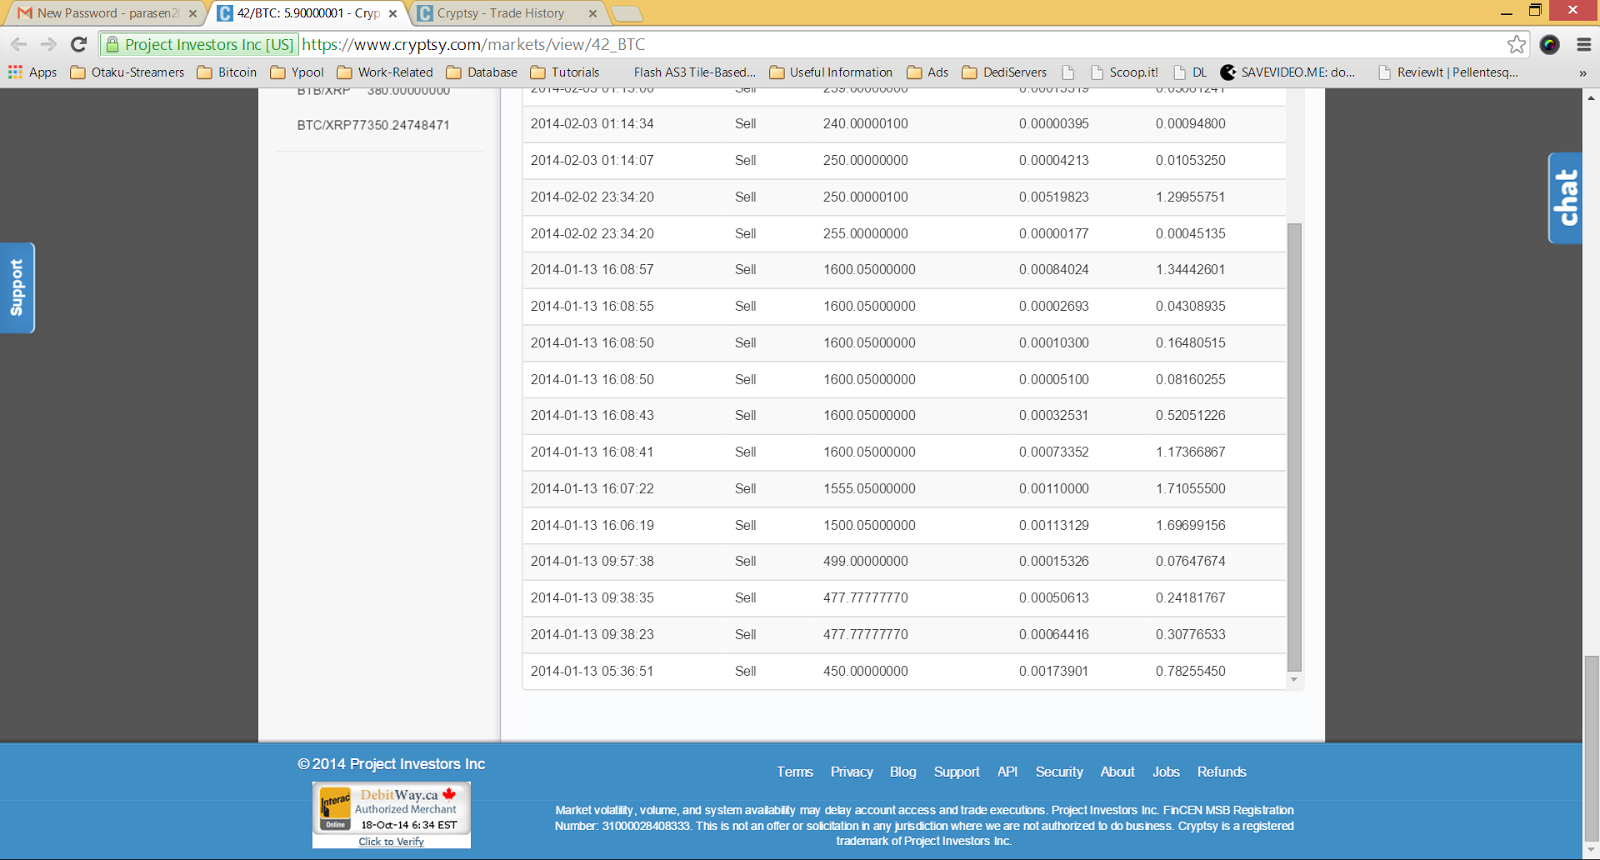 New Password - parasen2
42/BTC: 5.90000001 - Cryp
Cryptsy - Trade History
Project Investors Inc [US] https://www.cryptsy.com/markets/view/42_BTC
Apps Otaku-Streamers Bitcoin Ypool Work-Related Database Tutorials Flash AS3 Tile-Based... Useful Information Ads DediServers Scoop.it! DL SAVEVIDEO.ME: do... ReviewIt | Pellentesq... »
BTB/XRP 380.00000000
BTC/XRP77350.24748471
Support
chat
2014-02-03 01:14:34 Sell 240.00000100 0.00000395 0.00094800
2014-02-03 01:14:07 Sell 250.00000000 0.00004213 0.01053250
2014-02-02 23:34:20 Sell 250.00000100 0.00519823 1.29955751
2014-02-02 23:34:20 Sell 255.00000000 0.00000177 0.00045135
2014-01-13 16:08:57 Sell 1600.05000000 0.00084024 1.34442601
2014-01-13 16:08:55 Sell 1600.05000000 0.00002693 0.04308935
2014-01-13 16:08:50 Sell 1600.05000000 0.00010300 0.16480515
2014-01-13 16:08:50 Sell 1600.05000000 0.00005100 0.08160255
2014-01-13 16:08:43 Sell 1600.05000000 0.00032531 0.52051226
2014-01-13 16:08:41 Sell 1600.05000000 0.00073352 1.17366867
2014-01-13 16:07:22 Sell 1555.05000000 0.00110000 1.71055500
2014-01-13 16:06:19 Sell 1500.05000000 0.00113129 1.69699156
2014-01-13 09:57:38 Sell 499.00000000 0.00015326 0.07647674
2014-01-13 09:38:35 Sell 477.77777770 0.00050613 0.24181767
2014-01-13 09:38:23 Sell 477.77777770 0.00064416 0.30776533
2014-01-13 05:36:51 Sell 450.00000000 0.00173901 0.78255450
© 2014 Project Investors Inc
Interac Online
DebitWay.ca
Authorized Merchant
18-Oct-14 6:34 EST
Click to Verify
Terms Privacy Blog Support API Security About Jobs Refunds
Market volatility, volume, and system availability may delay account access and trade executions. Project Investors Inc. FinCEN MSB Registration
Number: 31000028408333. This is not an offer or solicitation in any jurisdiction where we are not authorized to do business. Cryptsy is a registered
trademark of Project Investors Inc.